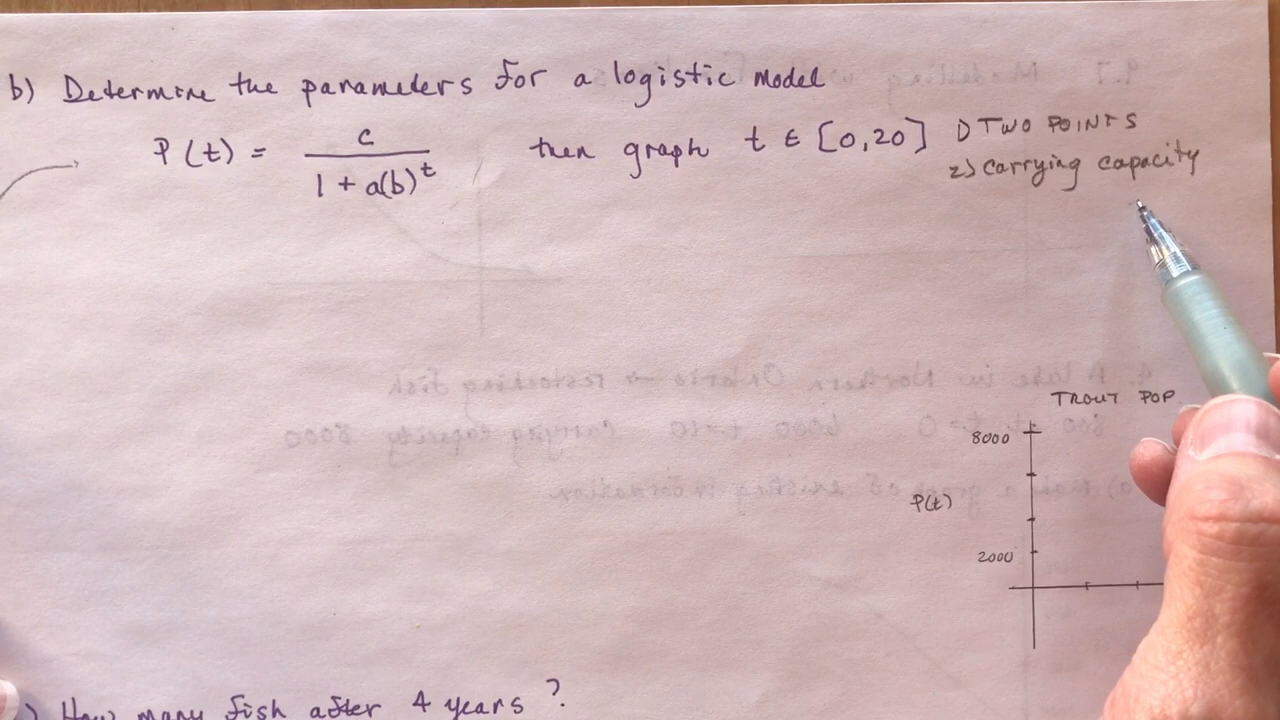 b) Determine the parameters for a logistic model
P(t) = c / 1 + a(b)^t then graph t ∈ [0,20] 1) TWO POINTS
2) carrying capacity
TROUT POP
8000
P(t)
2000
) How many fish after 4 years ?